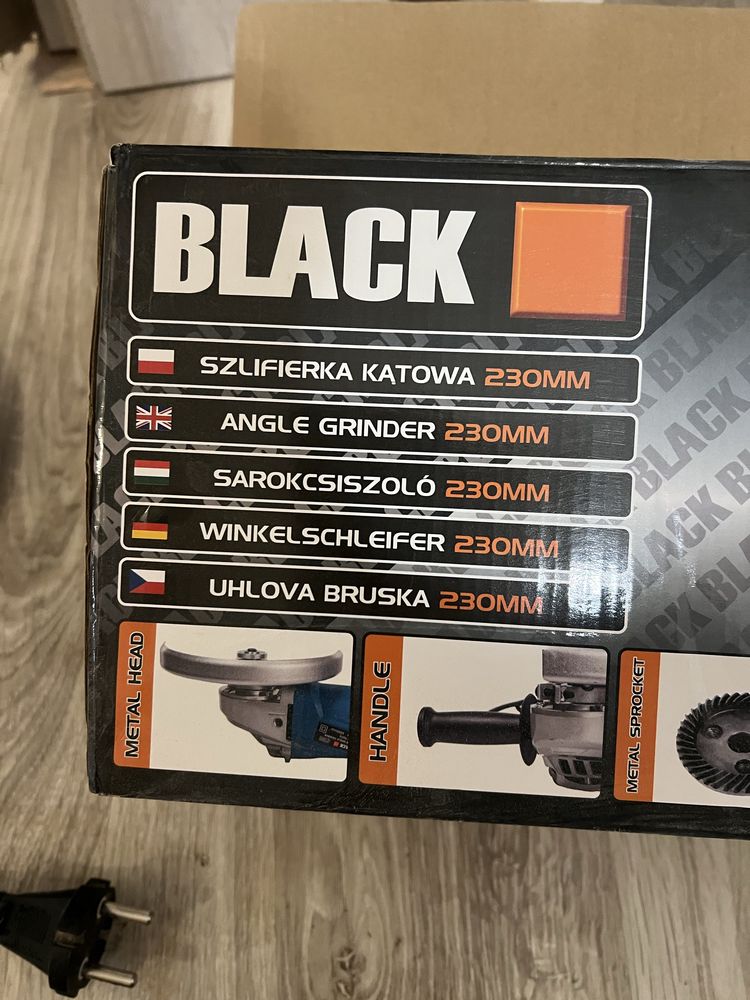 BLACK
SZLIFIERKA KĄTOWA 230MM
ANGLE GRINDER 230MM
SAROKCSISZOLÓ 230MM
WINKELSCHLEIFER 230MM
UHLOVA BRUSKA 230MM
METAL HEAD
HANDLE
METAL SPROCKET